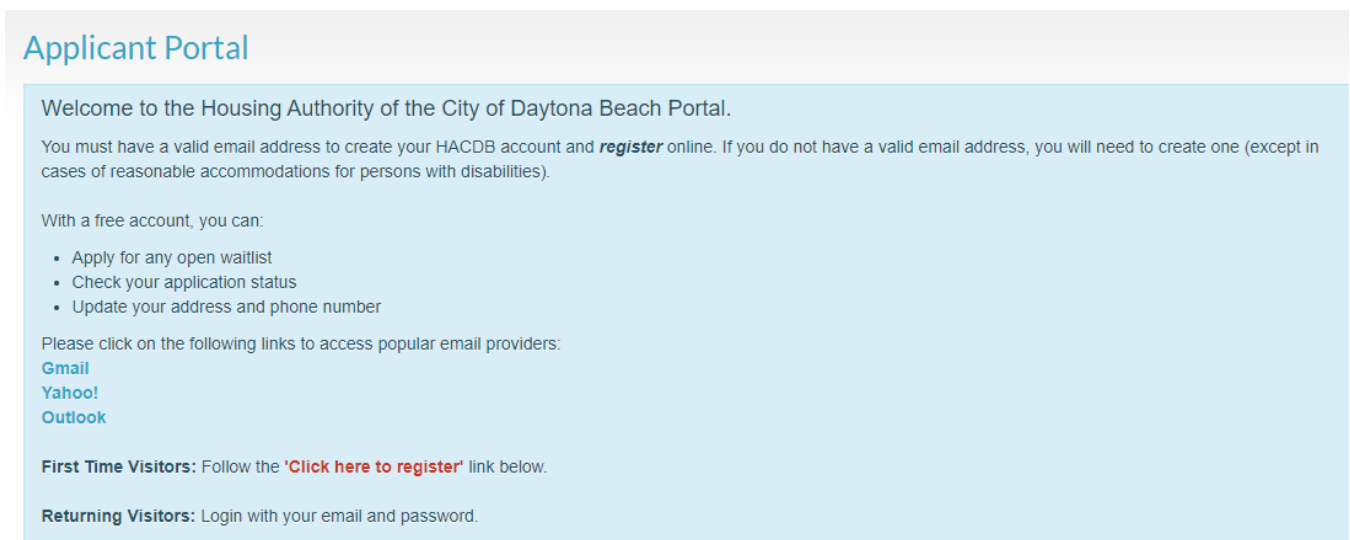 Applicant Portal
Welcome to the Housing Authority of the City of Daytona Beach Portal.
You must have a valid email address to create your HACDB account and register online. If you do not have a valid email address, you will need to create one (except in
cases of reasonable accommodations for persons with disabilities).
With a free account, you can:
• Apply for any open waitlist
• Check your application status
• Update your address and phone number
Please click on the following links to access popular email providers:
Gmail
Yahoo!
Outlook
First Time Visitors: Follow the 'Click here to register' link below.
Returning Visitors: Login with your email and password.